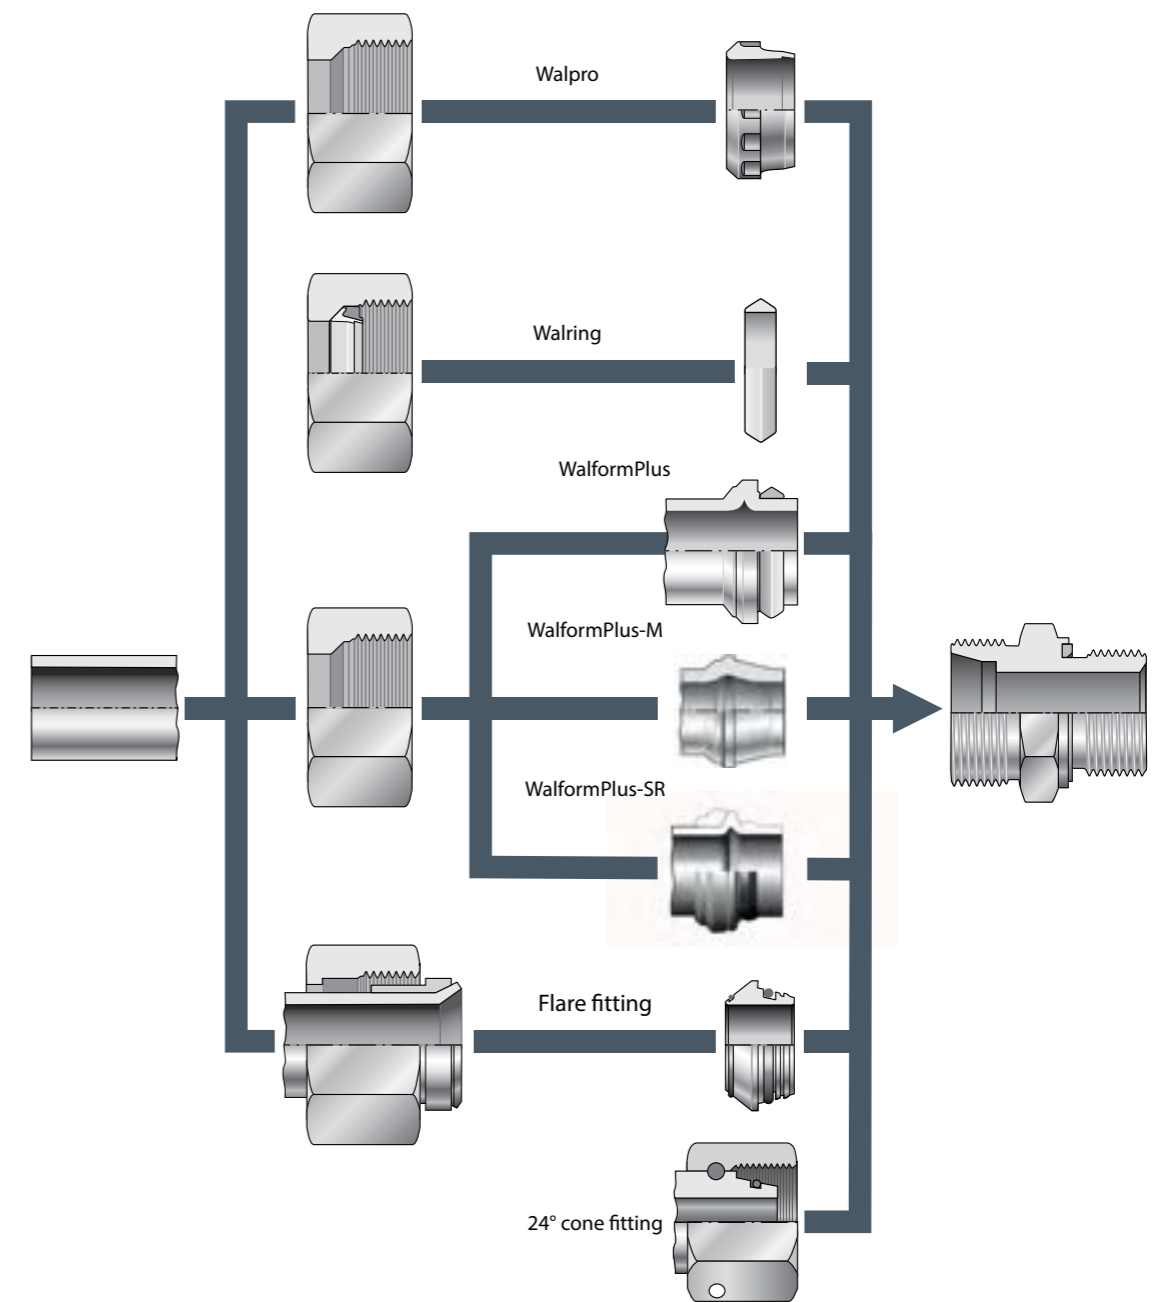 Walpro
Walring
WalformPlus
WalformPlus-M
WalformPlus-SR
Flare fitting
24° cone fitting